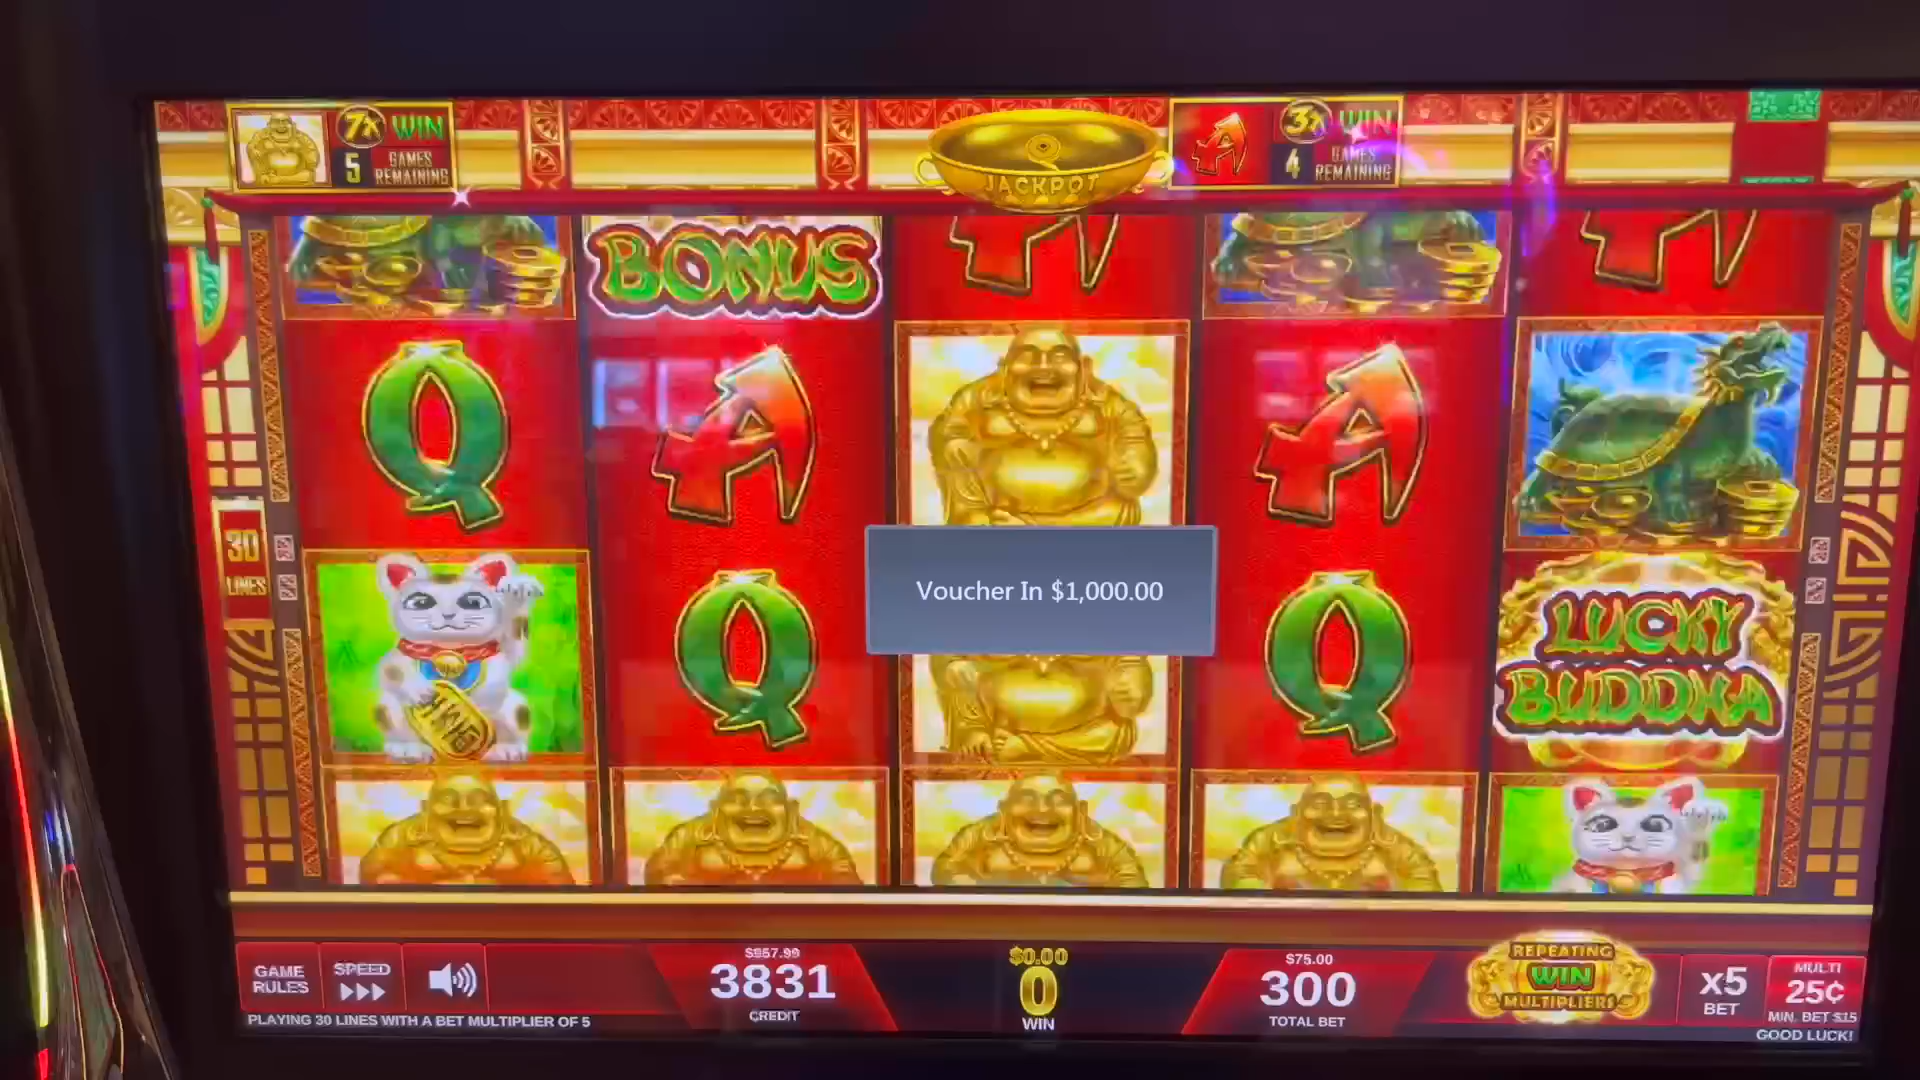 7x WIN
5 GAMES REMAINING
JACKPOT
3x WIN
4 GAMES REMAINING
BONUS
A
A
Q
A
A
30 LINES
Voucher In $1,000.00
Q
Q
LUCKY BUDDHA
GAME RULES
SPEED
$957.99
3831
CREDIT
$0.00
0
WIN
$75.00
300
TOTAL BET
REPEATING
WIN
MULTIPLIERS
x5
BET
MULTI
25¢
MIN. BET $15
PLAYING 30 LINES WITH A BET MULTIPLIER OF 5
GOOD LUCK!